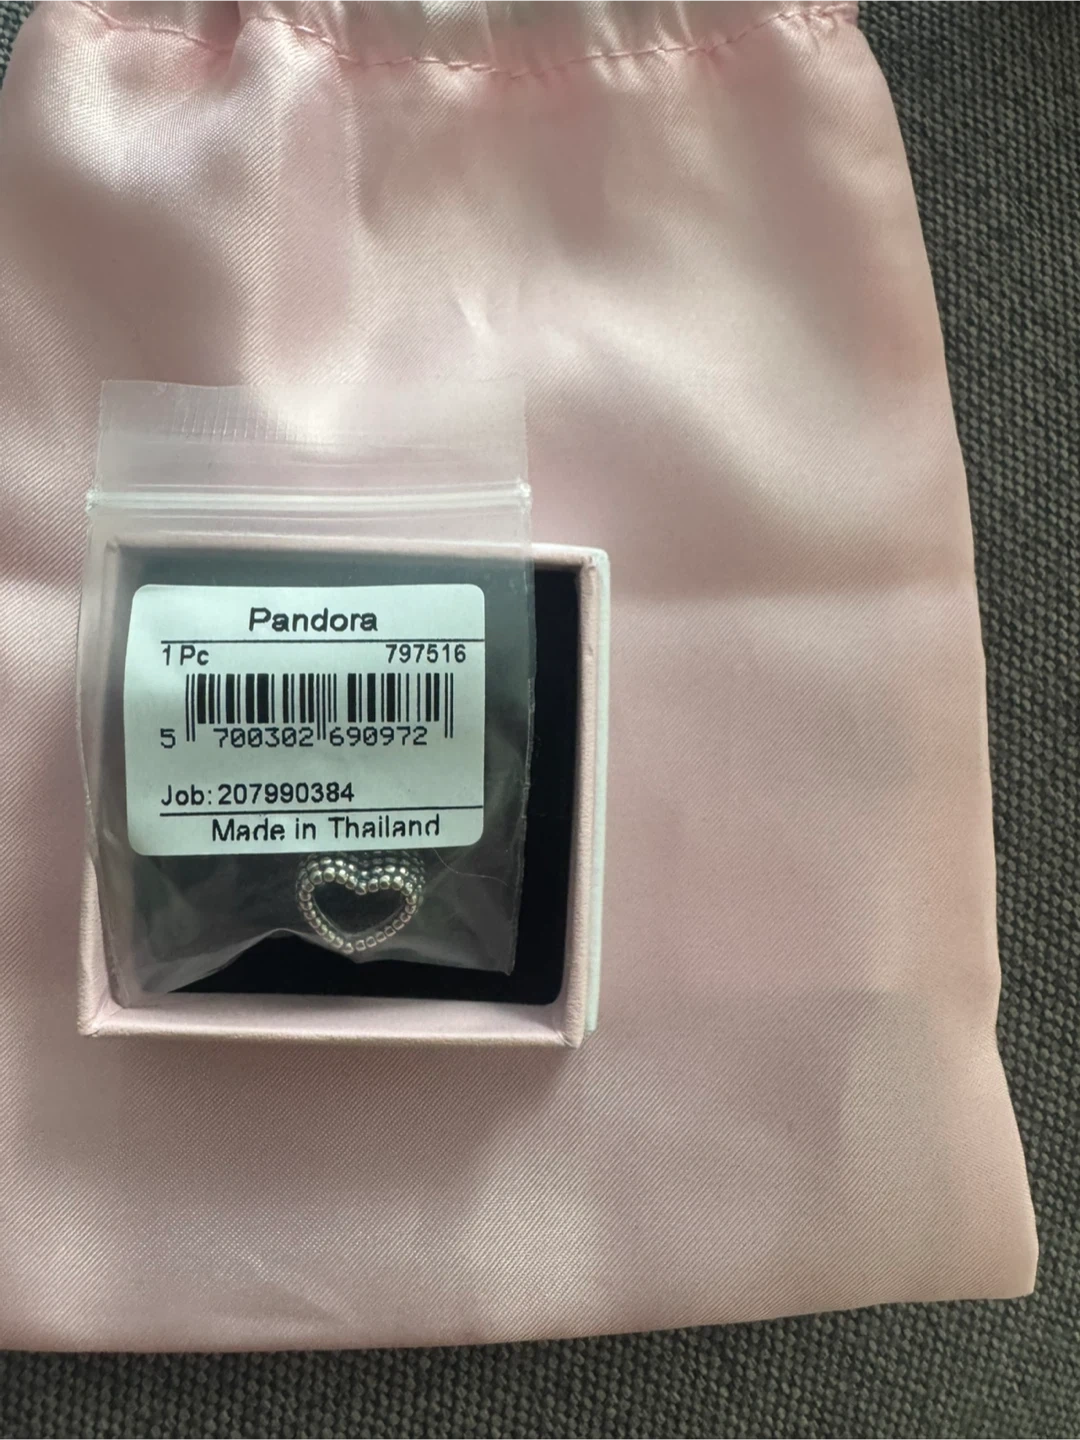 Pandora
1 Pc 797516
5 700302 690972
Job: 207990384
Made in Thailand